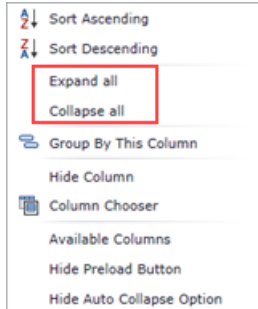 Sort Ascending
Sort Descending
Expand all
Collapse all
Group By This Column
Hide Column
Column Chooser
Available Columns
Hide Preload Button
Hide Auto Collapse Option